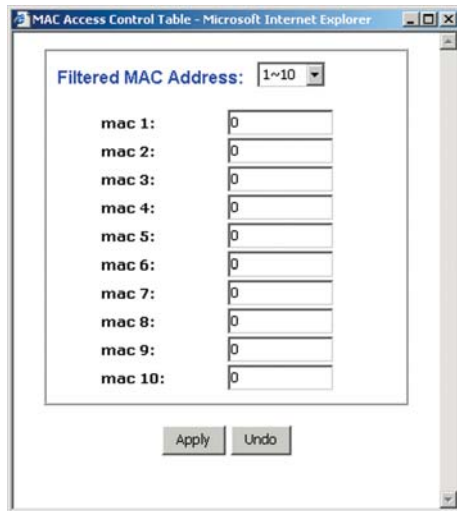 MAC Access Control Table - Microsoft Internet Explorer
Filtered MAC Address: 1~10
mac 1: 0
mac 2: 0
mac 3: 0
mac 4: 0
mac 5: 0
mac 6: 0
mac 7: 0
mac 8: 0
mac 9: 0
mac 10: 0
Apply Undo